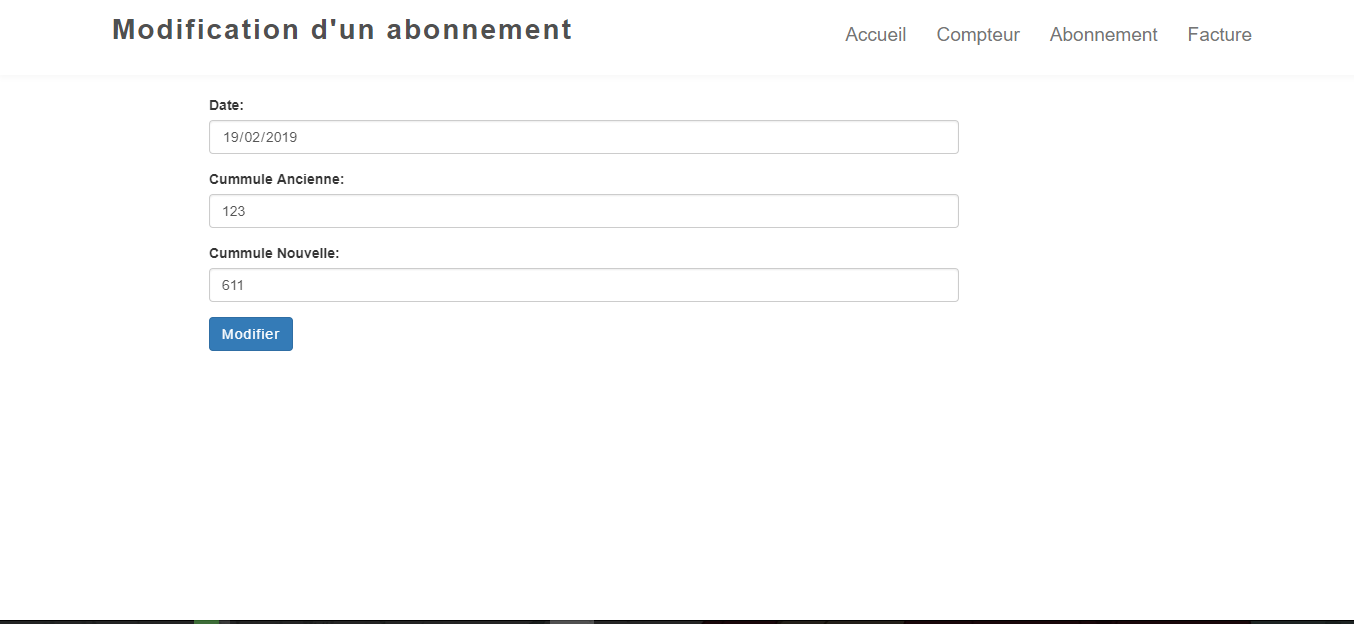 Modification d'un abonnement
Accueil Compteur Abonnement Facture
Date:
19/02/2019
Cummule Ancienne:
123
Cummule Nouvelle:
611
Modifier